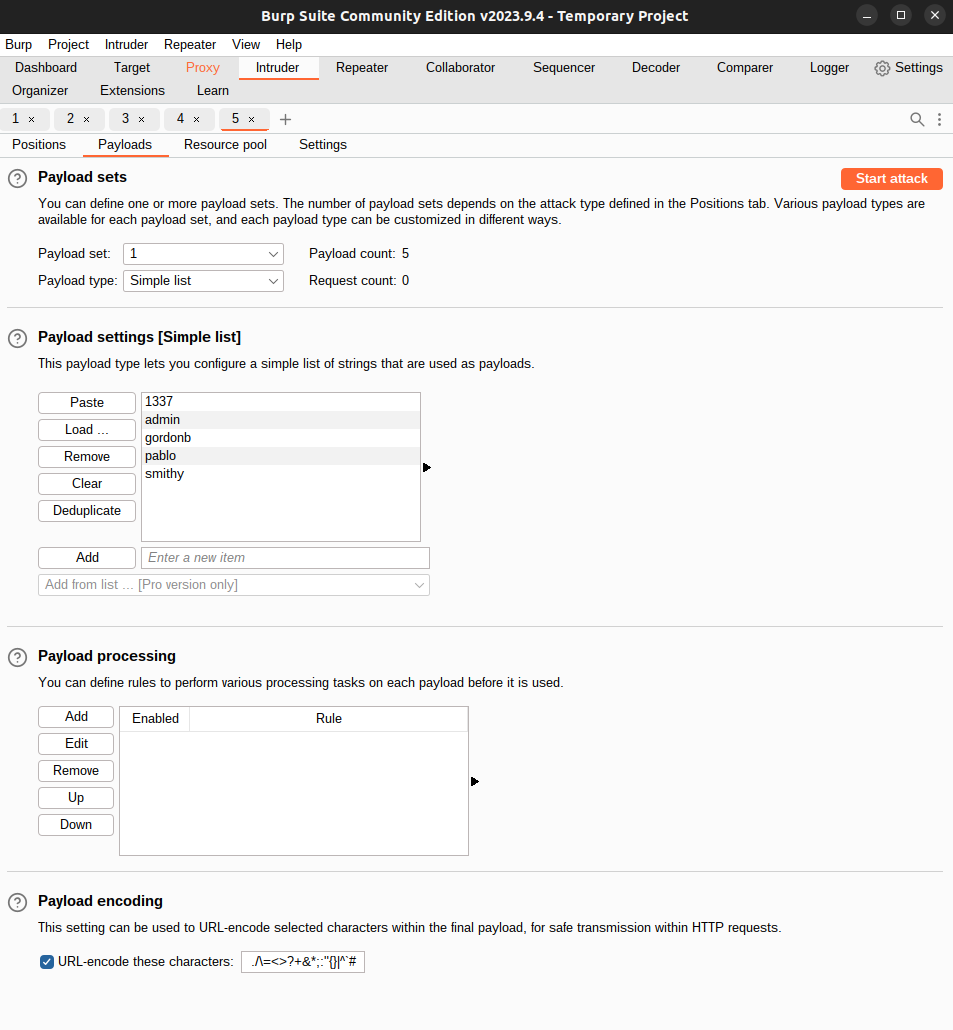 Burp Suite Community Edition v2023.9.4 - Temporary Project
Burp Project Intruder Repeater View Help
Dashboard Target Proxy Intruder Repeater Collaborator Sequencer Decoder Comparer Logger Settings
Organizer Extensions Learn
1 × 2 × 3 × 4 × 5 × +
Positions Payloads Resource pool Settings
? Payload sets Start attack
You can define one or more payload sets. The number of payload sets depends on the attack type defined in the Positions tab. Various payload types are
available for each payload set, and each payload type can be customized in different ways.
Payload set: 1 Payload count: 5
Payload type: Simple list Request count: 0
? Payload settings [Simple list]
This payload type lets you configure a simple list of strings that are used as payloads.
Paste 1337
admin
Load ... gordonb
Remove pablo
smithy
Clear
Deduplicate
Add Enter a new item
Add from list ... [Pro version only]
? Payload processing
You can define rules to perform various processing tasks on each payload before it is used.
Add Enabled Rule
Edit
Remove
Up
Down
? Payload encoding
This setting can be used to URL-encode selected characters within the final payload, for safe transmission within HTTP requests.
URL-encode these characters: ./\=<>?+&*;:"{}|^`#